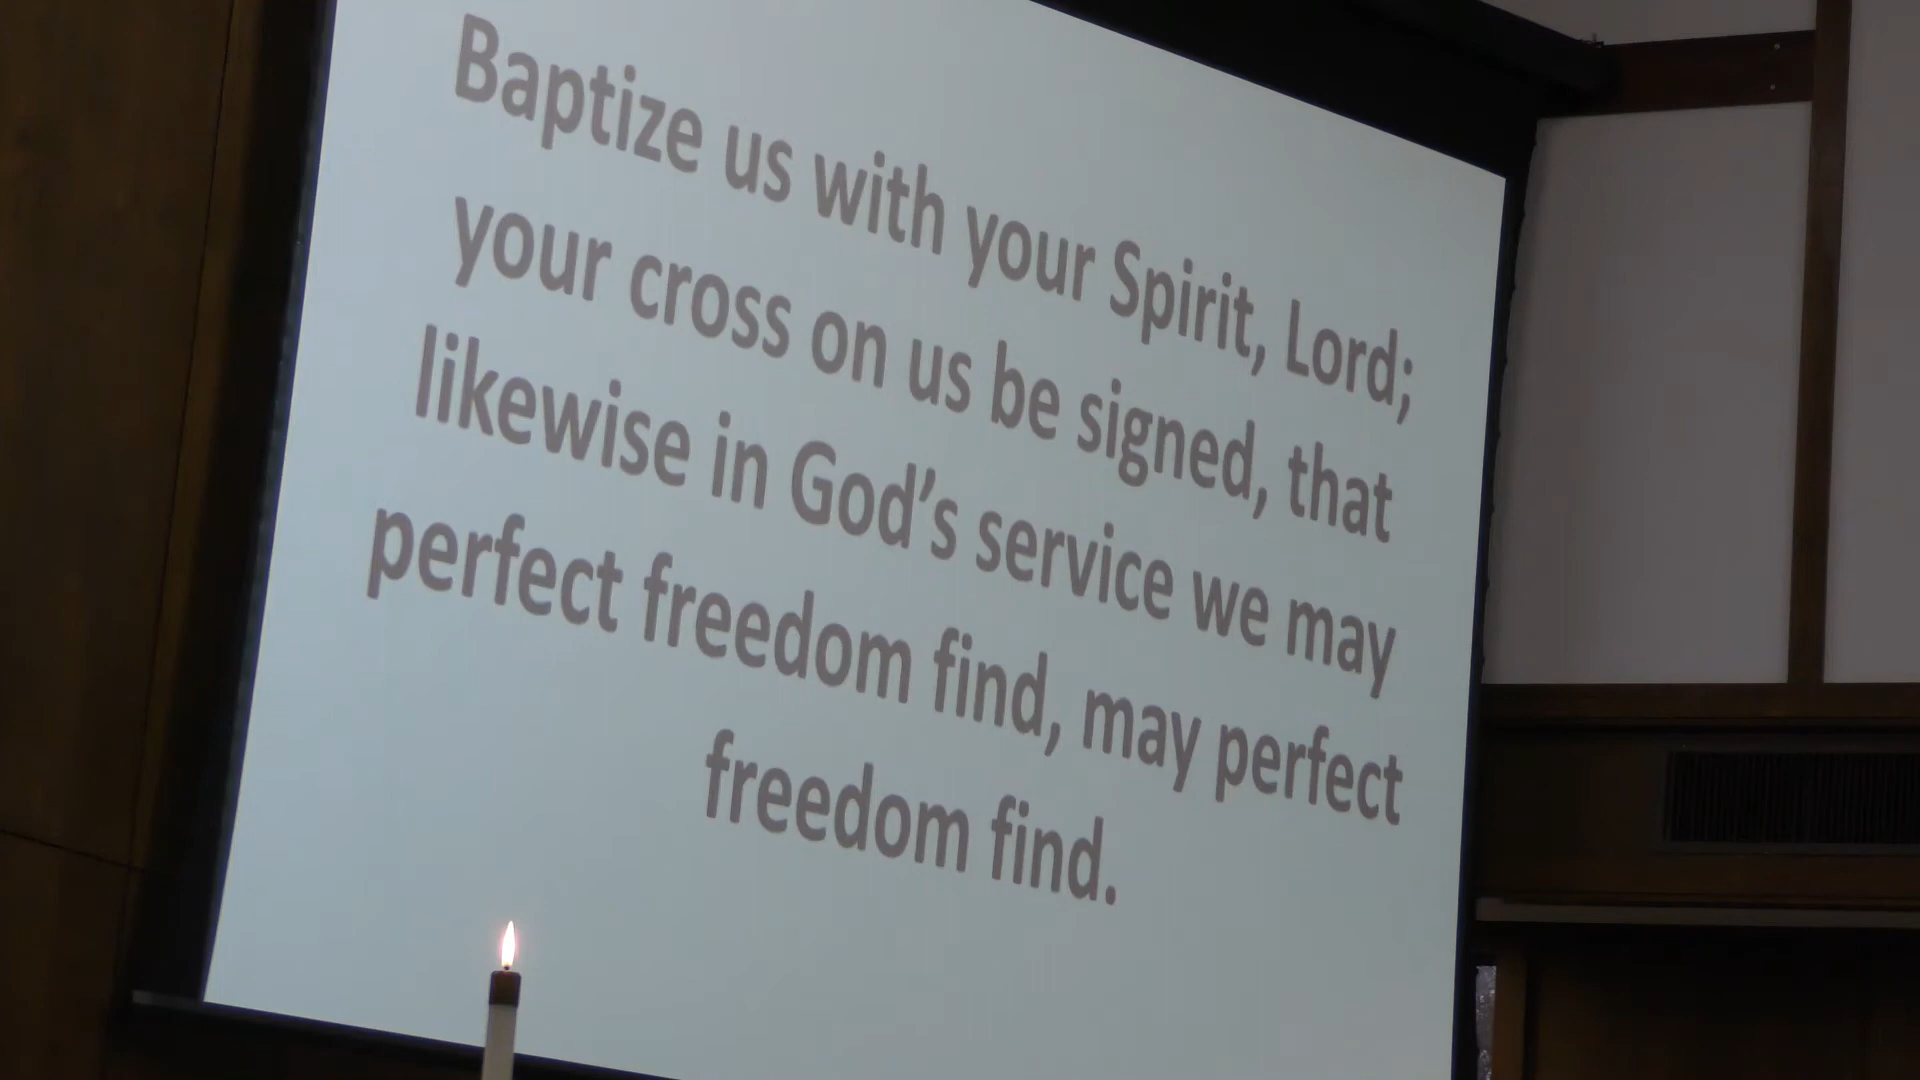 Baptize us with your Spirit, Lord;
your cross on us be signed, that
likewise in God’s service we may
perfect freedom find, may perfect
freedom find.